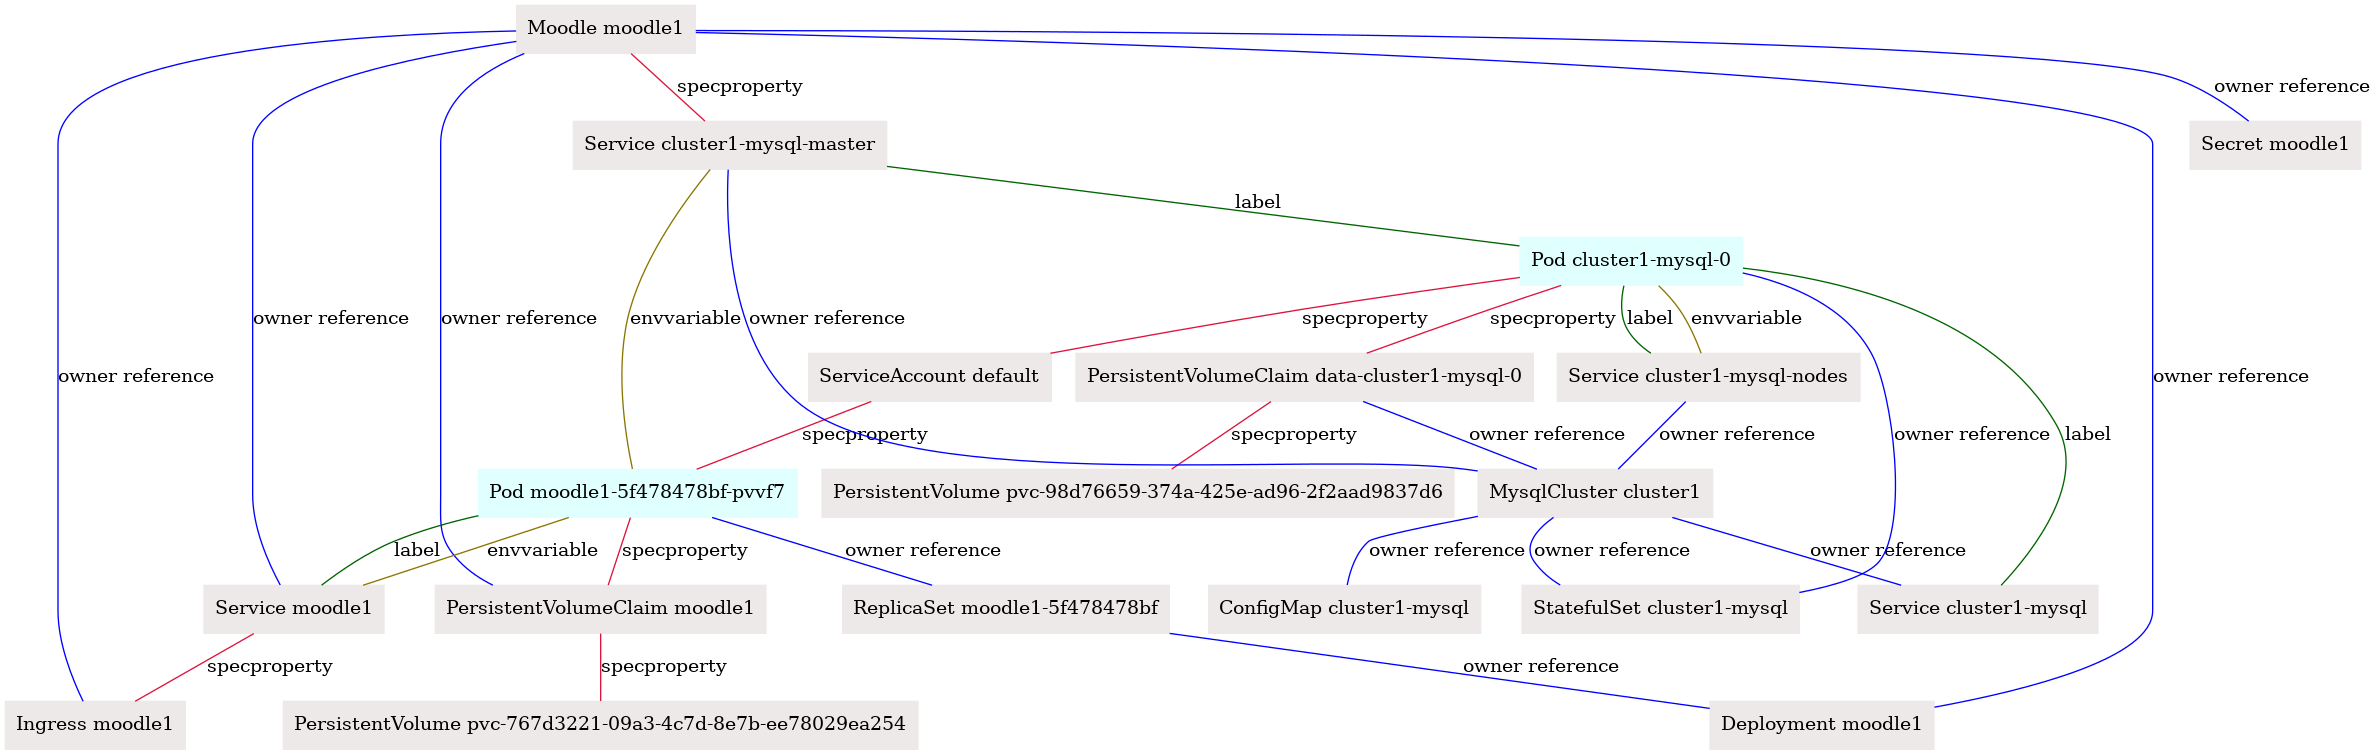 Moodle moodle1
specproperty
owner reference
Service cluster1-mysql-master
Secret moodle1
label
Pod cluster1-mysql-0
owner reference
owner reference
envvariable
owner reference
specproperty
specproperty
label
envvariable
owner reference
ServiceAccount default
PersistentVolumeClaim data-cluster1-mysql-0
Service cluster1-mysql-nodes
owner reference
specproperty
specproperty
owner reference
owner reference
owner reference
label
Pod moodle1-5f478478bf-pvvf7
PersistentVolume pvc-98d76659-374a-425e-ad96-2f2aad9837d6
MysqlCluster cluster1
label
envvariable
specproperty
owner reference
owner reference
owner reference
owner reference
Service moodle1
PersistentVolumeClaim moodle1
ReplicaSet moodle1-5f478478bf
ConfigMap cluster1-mysql
StatefulSet cluster1-mysql
Service cluster1-mysql
specproperty
specproperty
owner reference
Ingress moodle1
PersistentVolume pvc-767d3221-09a3-4c7d-8e7b-ee78029ea254
Deployment moodle1